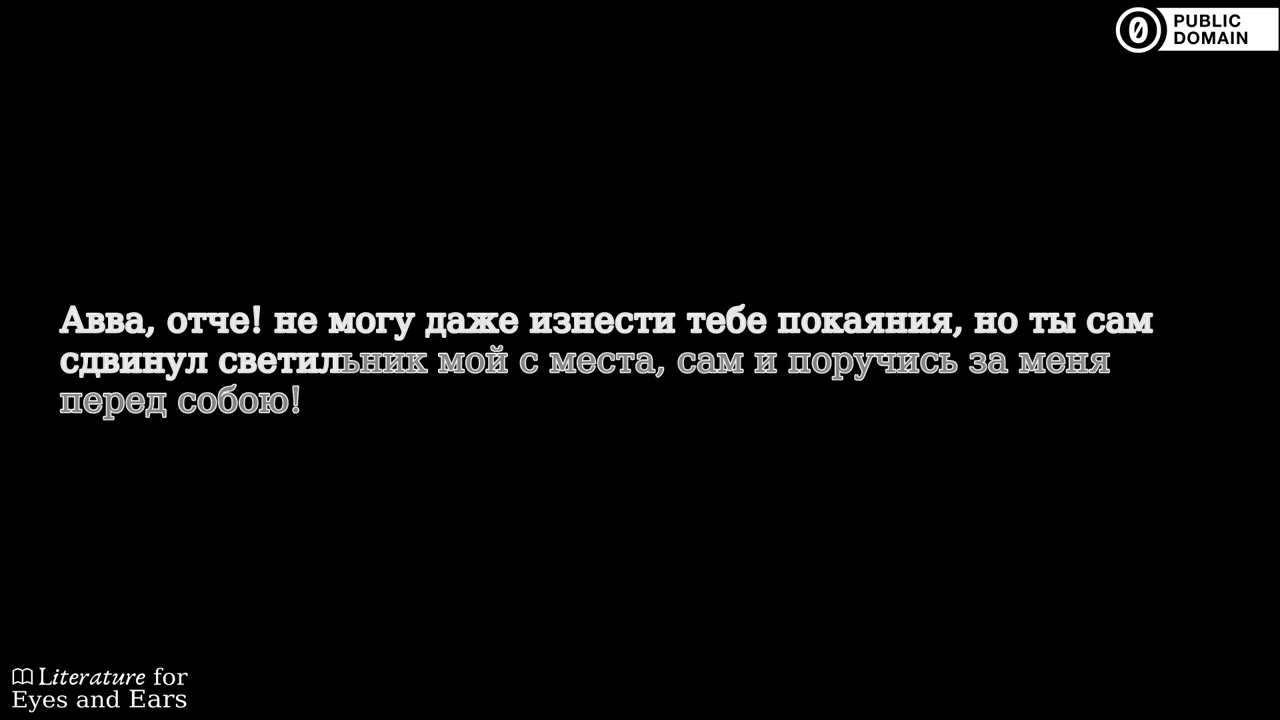 PUBLIC
DOMAIN
Авва, отче! не могу даже изнести тебе покаяния, но ты сам
сдвинул светильник мой с места, сам и поручись за меня
перед собою!
Literature for
Eyes and Ears